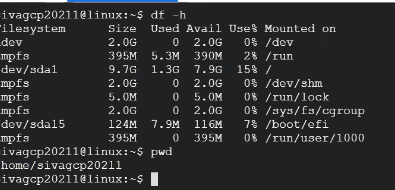 sivagcp20211@linux:~$ df -h
ilesystem Size Used Avail Use% Mounted on
dev 2.0G 0 2.0G 0% /dev
mpfs 395M 5.3M 390M 2% /run
dev/sda1 9.7G 1.3G 7.9G 15% /
mpfs 2.0G 0 2.0G 0% /dev/shm
mpfs 5.0M 0 5.0M 0% /run/lock
mpfs 2.0G 0 2.0G 0% /sys/fs/cgroup
dev/sda15 124M 7.9M 116M 7% /boot/efi
mpfs 395M 0 395M 0% /run/user/1000
sivagcp20211@linux:~$ pwd
home/sivagcp20211
sivagcp20211@linux:~$